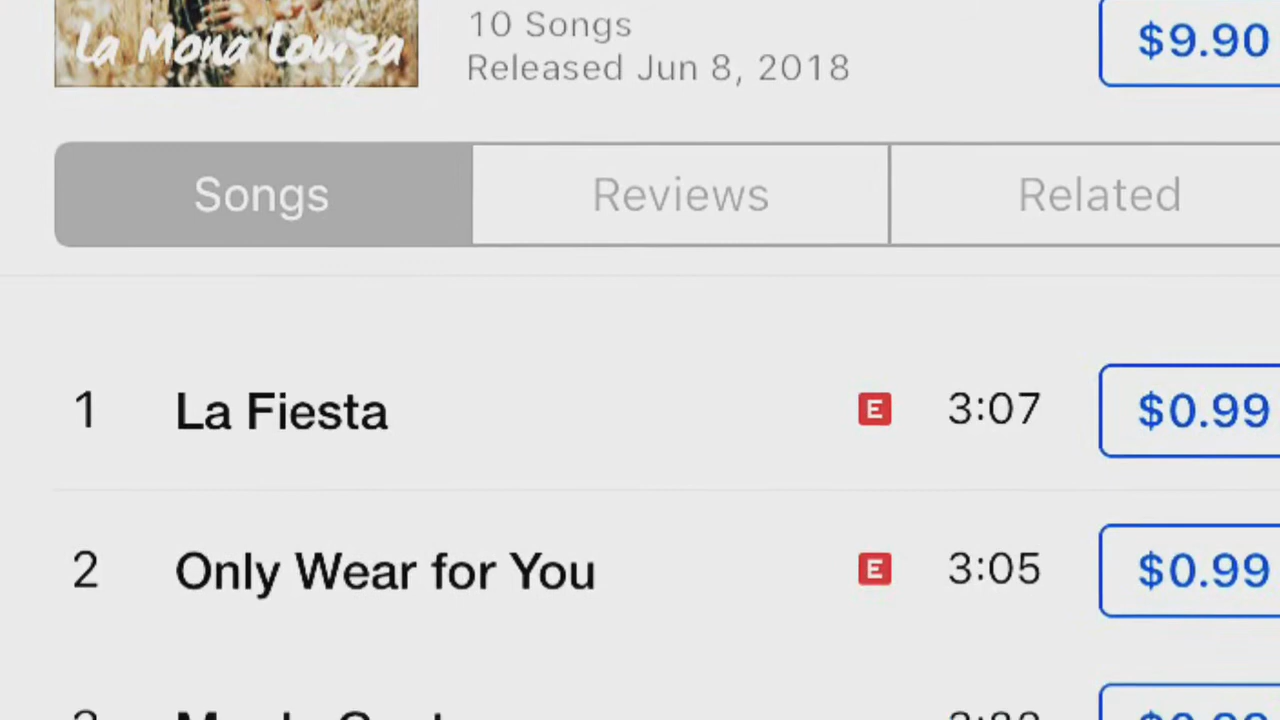 La Mona Louiza
10 Songs
Released Jun 8, 2018
$9.90
Songs
Reviews
Related
1 La Fiesta E 3:07 $0.99
2 Only Wear for You E 3:05 $0.99